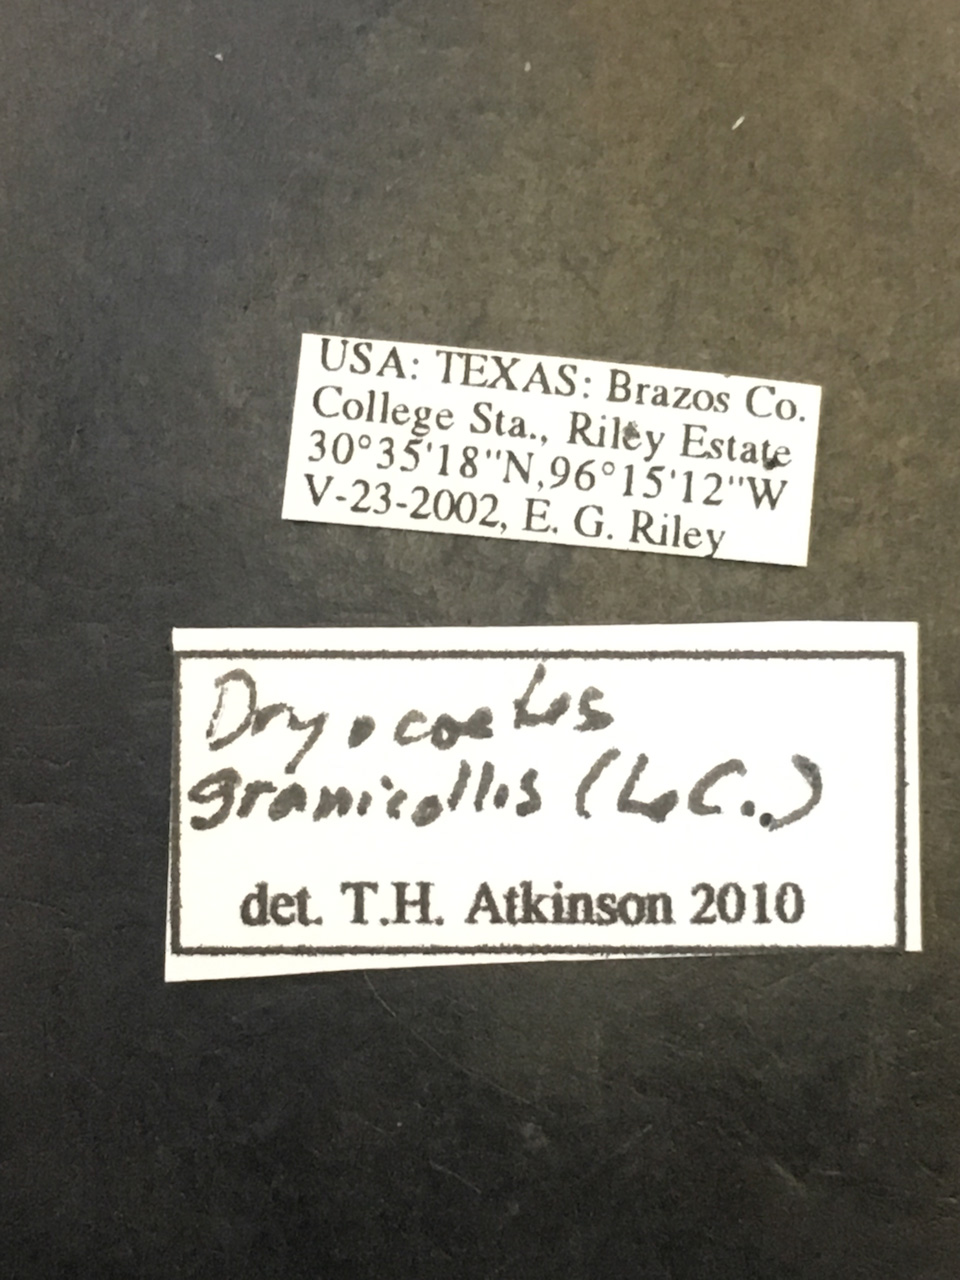 USA: TEXAS: Brazos Co.
College Sta., Riley Estate
30°35'18"N,96°15'12"W
V-23-2002, E. G. Riley
Dryocoetes
granicollis (LeC.)
det. T.H. Atkinson 2010